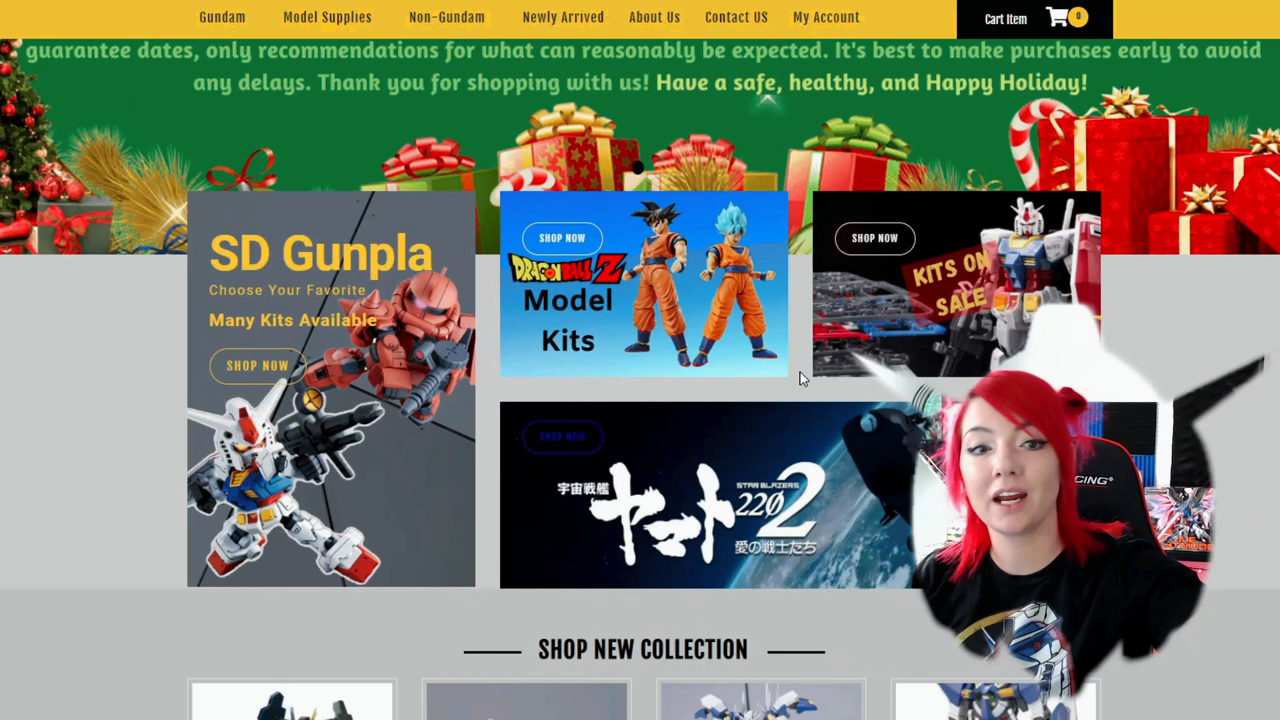 Gundam Model Supplies Non-Gundam Newly Arrived About Us Contact US My Account Cart Item 0
guarantee dates, only recommendations for what can reasonably be expected. It's best to make purchases early to avoid
any delays. Thank you for shopping with us! Have a safe, healthy, and Happy Holiday!
SD Gunpla
Choose Your Favorite
Many Kits Available
SHOP NOW
SHOP NOW
DRAGONBALL Z
Model
Kits
SHOP NOW
KITS ON
SALE
SHOP NOW
宇宙戦艦
ヤマト
STAR BLAZERS
2202
愛の戦士たち
CING
SHOP NEW COLLECTION